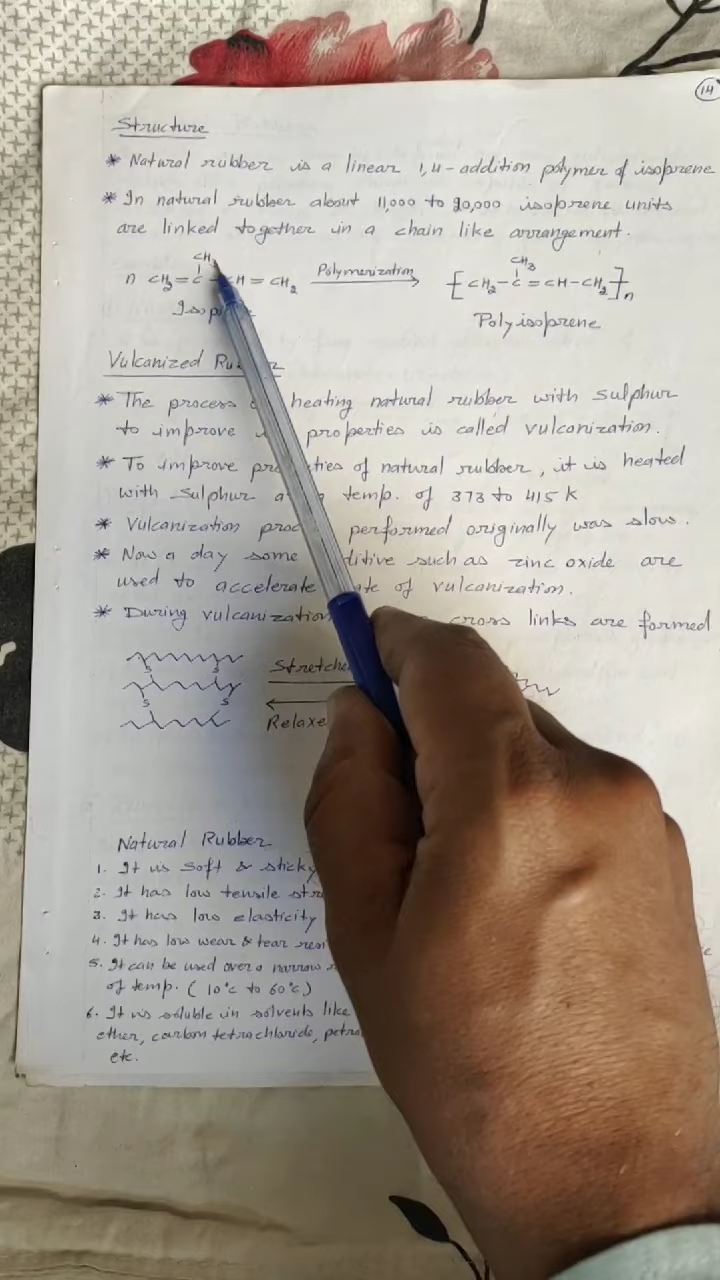 14
Structure
* Natural rubber is a linear 1,4-addition polymer of isoprene
* In natural rubber about 11,000 to 20,000 isoprene units
are linked together in a chain like arrangement.
CH3 CH3
n CH2=C-CH=CH2 Polymerization [CH2-C=CH-CH2]n
Polyisoprene
Vulcanized
* The process heating natural rubber with sulphur
to improve properties is called vulcanization.
* To improve of natural rubber, it is heated
with sulphur temp. of 373 to 415 K
* Vulcanization performed originally was slow.
* Now a day some such as zinc oxide are
used to accelerate of vulcanization.
* During vulcanization cross links are formed
Stretched
S S
S S
Relaxed
Natural Rubber
1. It is soft & sticky
2. It has low tensile
3. It has low elasticity
4. It has low wear & tear
5. It can be used over a narrow
of temp. (10°c to 60°c)
6. It is soluble in solvents like
ether, carbon tetrachloride,
etc.